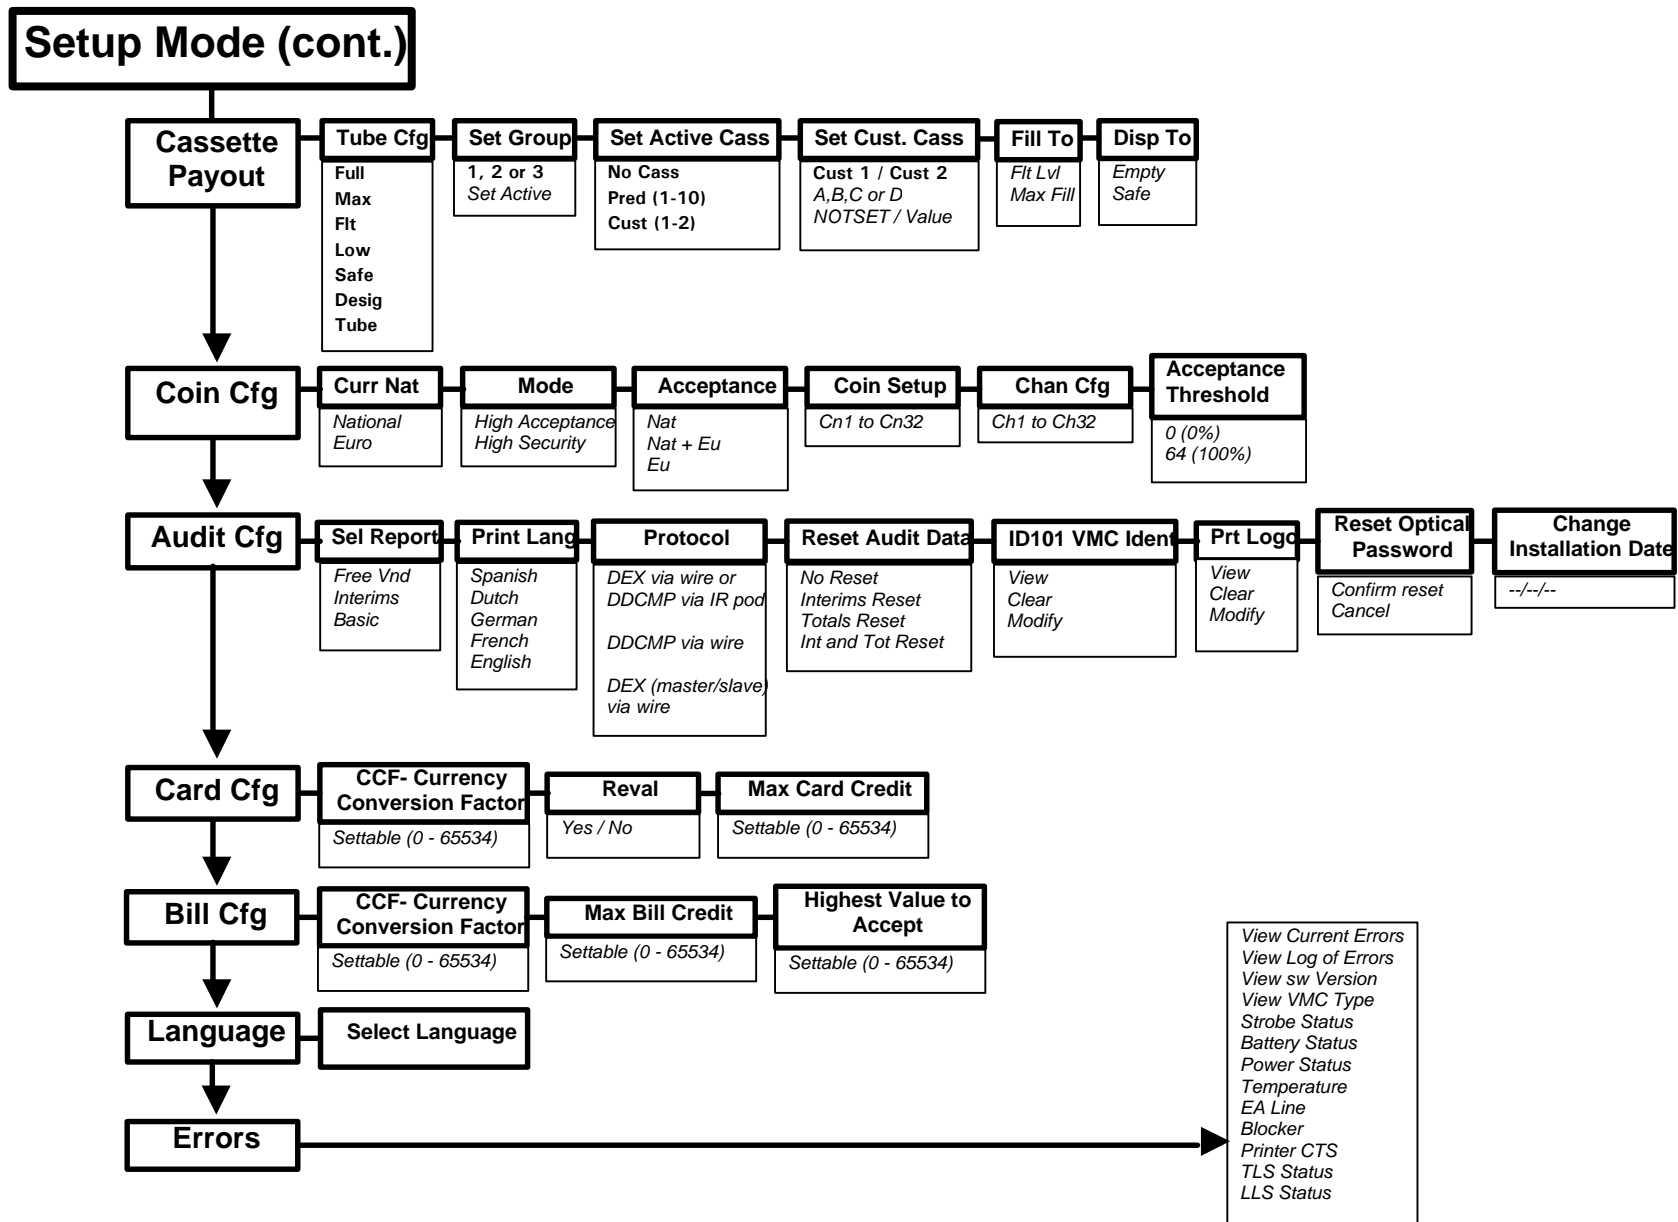 Setup Mode (cont.)
Cassette
Payout
Tube Cfg
Full
Max
Flt
Low
Safe
Desig
Tube
Set Group
1, 2 or 3
Set Active
Set Active Cass
No Cass
Pred (1-10)
Cust (1-2)
Set Cust. Cass
Cust 1 / Cust 2
A,B,C or D
NOTSET / Value
Fill To
Flt Lvl
Max Fill
Disp To
Empty
Safe
Coin Cfg
Curr Nat
National
Euro
Mode
High Acceptance
High Security
Acceptance
Nat
Nat + Eu
Eu
Coin Setup
Cn1 to Cn32
Chan Cfg
Ch1 to Ch32
Acceptance
Threshold
0 (0%)
64 (100%)
Audit Cfg
Sel Report
Free Vnd
Interims
Basic
Print Lang
Spanish
Dutch
German
French
English
Protocol
DEX via wire or
DDCMP via IR pod
DDCMP via wire
DEX (master/slave)
via wire
Reset Audit Data
No Reset
Interims Reset
Totals Reset
Int and Tot Reset
ID101 VMC Ident
View
Clear
Modify
Prt Logo
View
Clear
Modify
Reset Optical
Password
Confirm reset
Cancel
Change
Installation Date
--/--/--
Card Cfg
CCF- Currency
Conversion Factor
Settable (0 - 65534)
Reval
Yes / No
Max Card Credit
Settable (0 - 65534)
Bill Cfg
CCF- Currency
Conversion Factor
Settable (0 - 65534)
Max Bill Credit
Settable (0 - 65534)
Highest Value to
Accept
Settable (0 - 65534)
Language
Select Language
Errors
View Current Errors
View Log of Errors
View sw Version
View VMC Type
Strobe Status
Battery Status
Power Status
Temperature
EA Line
Blocker
Printer CTS
TLS Status
LLS Status